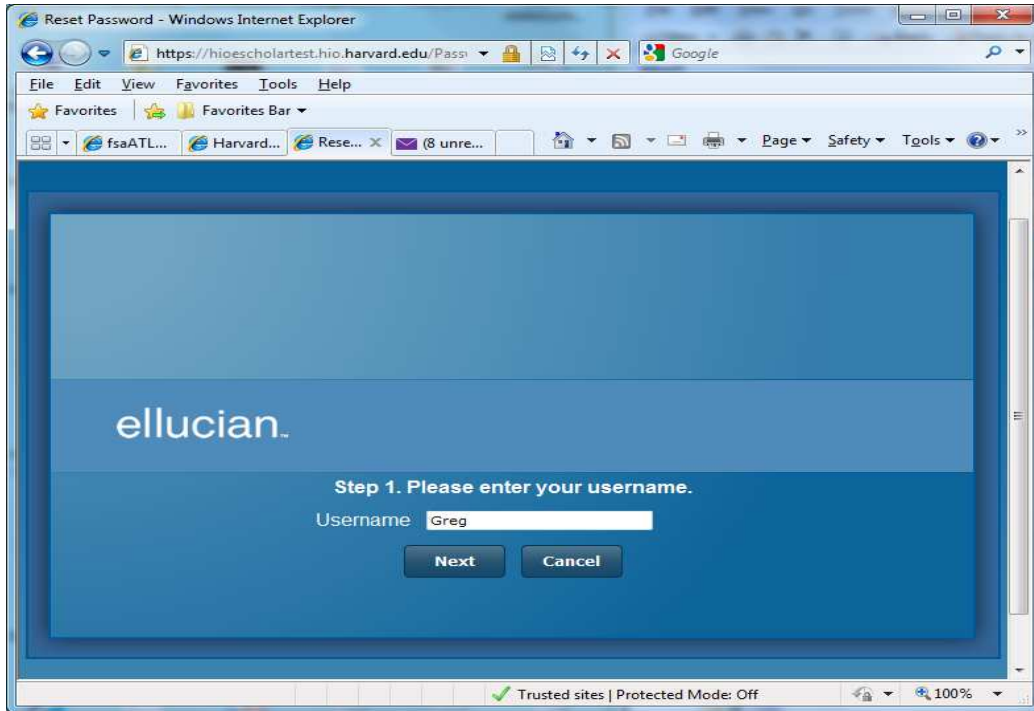 Reset Password - Windows Internet Explorer
https://hioescholartest.hio.harvard.edu/Pass
Google
File Edit View Favorites Tools Help
Favorites Favorites Bar
fsaATL... Harvard... Rese... (8 unre... Page Safety Tools
ellucian.
Step 1. Please enter your username.
Username Greg
Next Cancel
Trusted sites | Protected Mode: Off 100%